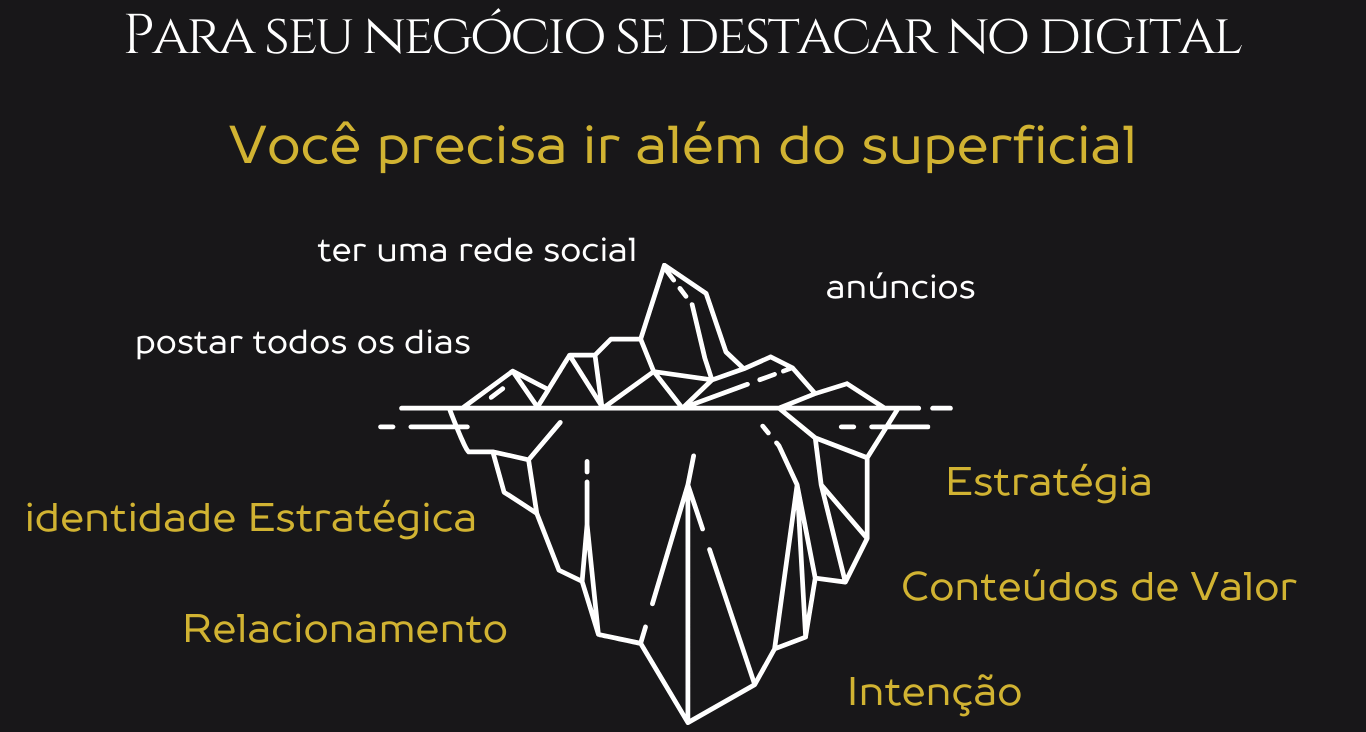 Para seu negócio se destacar no digital
Você precisa ir além do superficial
ter uma rede social
anúncios
postar todos os dias
Estratégia
identidade Estratégica
Conteúdos de Valor
Relacionamento
Intenção